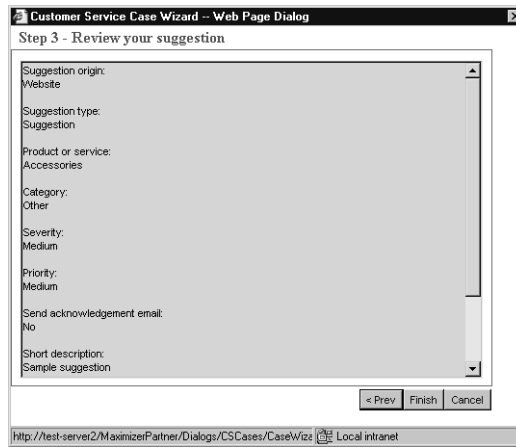 Customer Service Case Wizard -- Web Page Dialog
Step 3 - Review your suggestion
Suggestion origin:
Website
Suggestion type:
Suggestion
Product or service:
Accessories
Category:
Other
Severity:
Medium
Priority:
Medium
Send acknowledgement email:
No
Short description:
Sample suggestion
< Prev Finish Cancel
http://test-server2/MaximizerPartner/Dialogs/CSCases/CaseWiza Local intranet